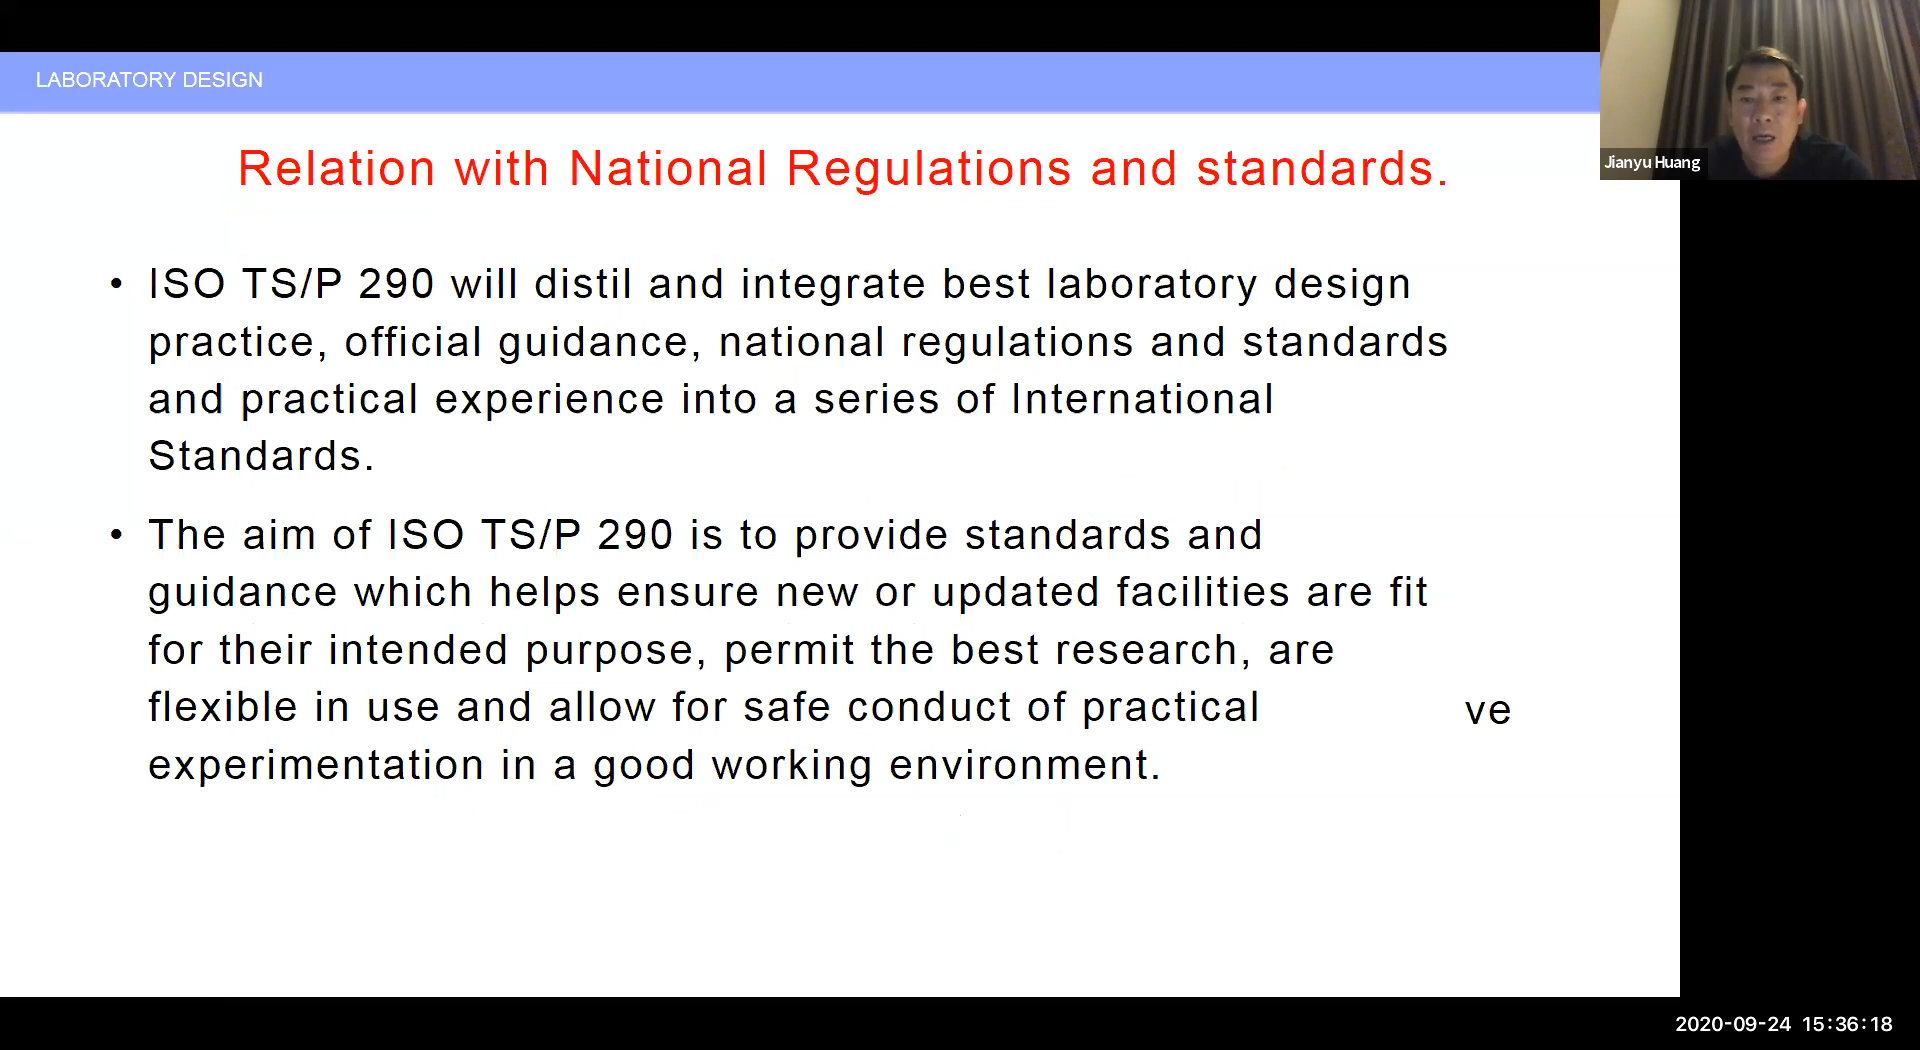 LABORATORY DESIGN
Jianyu Huang
Relation with National Regulations and standards.
• ISO TS/P 290 will distil and integrate best laboratory design
practice, official guidance, national regulations and standards
and practical experience into a series of International
Standards.
• The aim of ISO TS/P 290 is to provide standards and
guidance which helps ensure new or updated facilities are fit
for their intended purpose, permit the best research, are
flexible in use and allow for safe conduct of practical
ve
experimentation in a good working environment.
2020-09-24 15:36:18